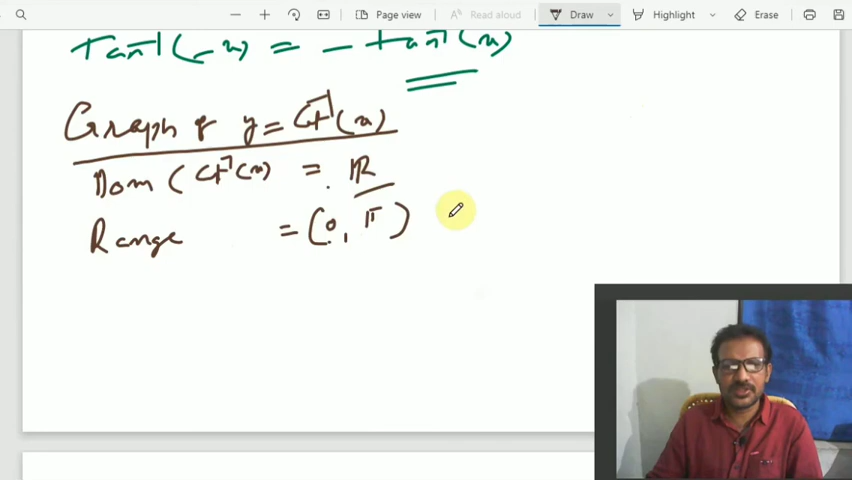 Page view
Read aloud
Draw
Highlight
Erase
tan⁻¹(-x) = - tan⁻¹(x)
Graph of y = Cot⁻¹(x)
Dom (Cot⁻¹(x) = R
Range = (0, π)